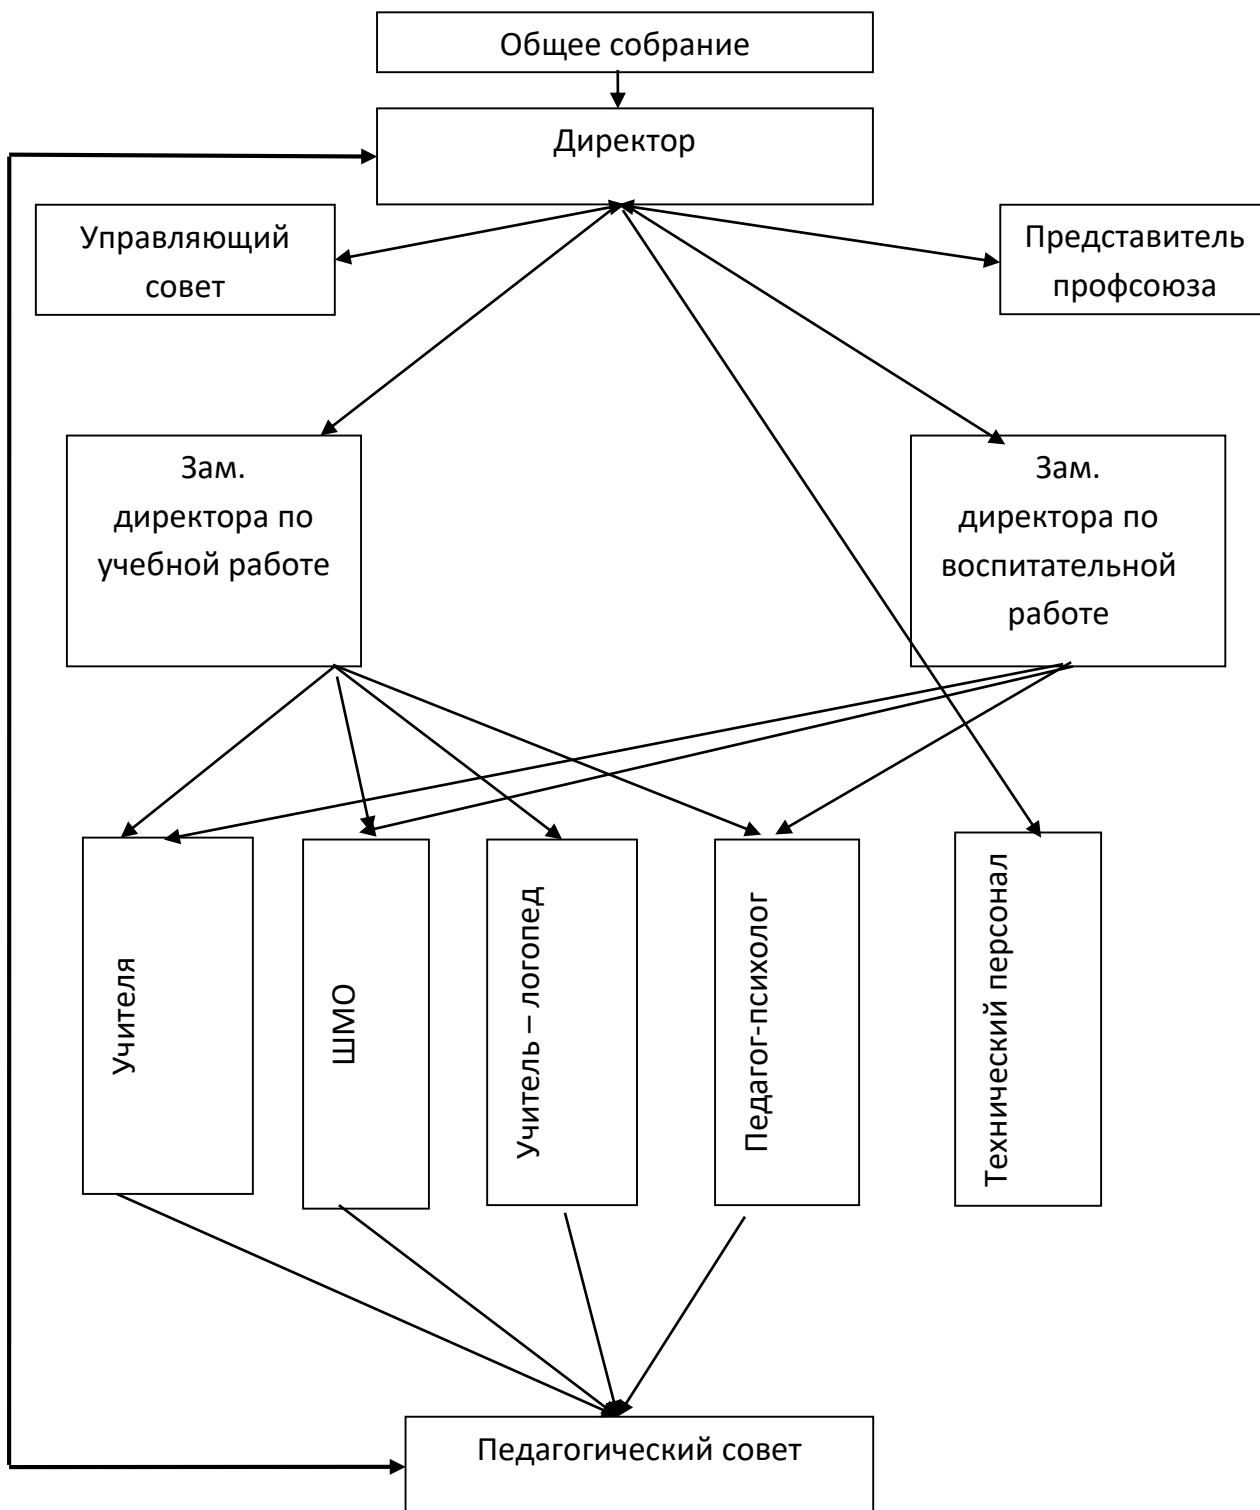 Общее собрание
Директор
Управляющий
совет
Представитель
профсоюза
Зам.
директора по
учебной работе
Зам.
директора по
воспитательной
работе
Учителя
ШМО
Учитель – логопед
Педагог-психолог
Технический персонал
Педагогический совет